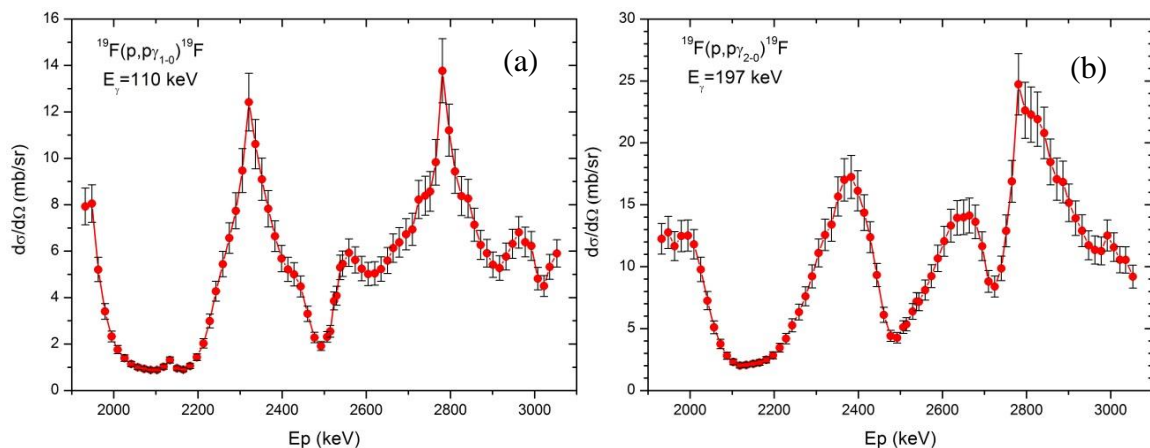 ¹⁹F(p,pγ₁₋₀)¹⁹F
E_γ=110 keV
(a)
dσ/dΩ (mb/sr)
16
14
12
10
8
6
4
2
0
2000 2200 2400 2600 2800 3000
Ep (keV)
¹⁹F(p,pγ₂₋₀)¹⁹F
E_γ=197 keV
(b)
dσ/dΩ (mb/sr)
30
25
20
15
10
5
0
2000 2200 2400 2600 2800 3000
Ep (keV)